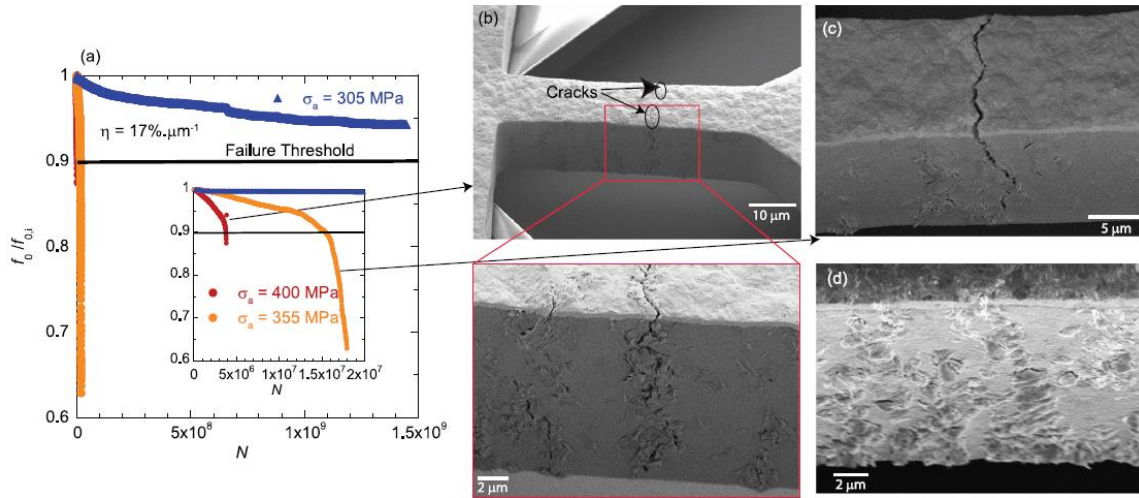 (a)
1
0.9
0.8
0.7
0.6
f₀ /f₀,ᵢ
0
5x10⁸
1x10⁹
1.5x10⁹
N
σₐ = 305 MPa
η = 17%.μm⁻¹
Failure Threshold
1
0.9
0.8
0.7
0.6
0
5x10⁶
1x10⁷
1.5x10⁷
2x10⁷
N
σₐ = 400 MPa
σₐ = 355 MPa
(b)
Cracks
10 μm
2 μm
(c)
5 μm
(d)
2 μm